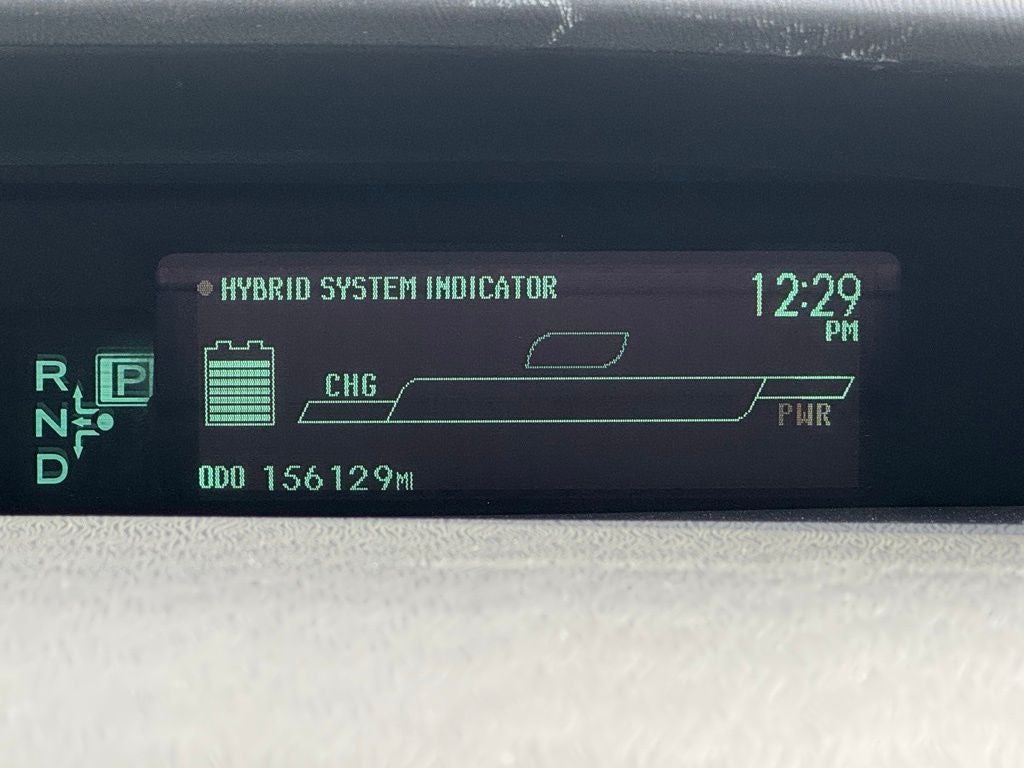 HYBRID SYSTEM INDICATOR
12:29
PM
R
P
N
D
CHG
PWR
ODO 156129MI